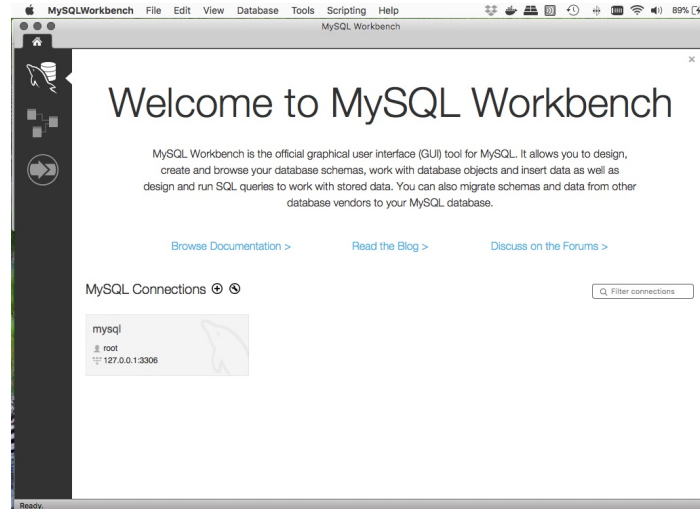 MySQLWorkbench File Edit View Database Tools Scripting Help 89%
MySQL Workbench
Welcome to MySQL Workbench
MySQL Workbench is the official graphical user interface (GUI) tool for MySQL. It allows you to design,
create and browse your database schemas, work with database objects and insert data as well as
design and run SQL queries to work with stored data. You can also migrate schemas and data from other
database vendors to your MySQL database.
Browse Documentation > Read the Blog > Discuss on the Forums >
MySQL Connections
Filter connections
mysql
root
127.0.0.1:3306
Ready.